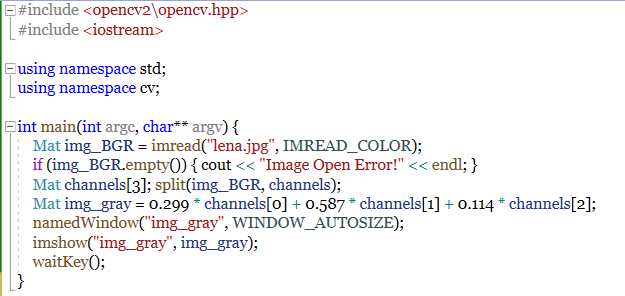 #include <opencv2\opencv.hpp>
#include <iostream>
using namespace std;
using namespace cv;
int main(int argc, char** argv) {
Mat img_BGR = imread("lena.jpg", IMREAD_COLOR);
if (img_BGR.empty()) { cout << "Image Open Error!" << endl; }
Mat channels[3]; split(img_BGR, channels);
Mat img_gray = 0.299 * channels[0] + 0.587 * channels[1] + 0.114 * channels[2];
namedWindow("img_gray", WINDOW_AUTOSIZE);
imshow("img_gray", img_gray);
waitKey();
}